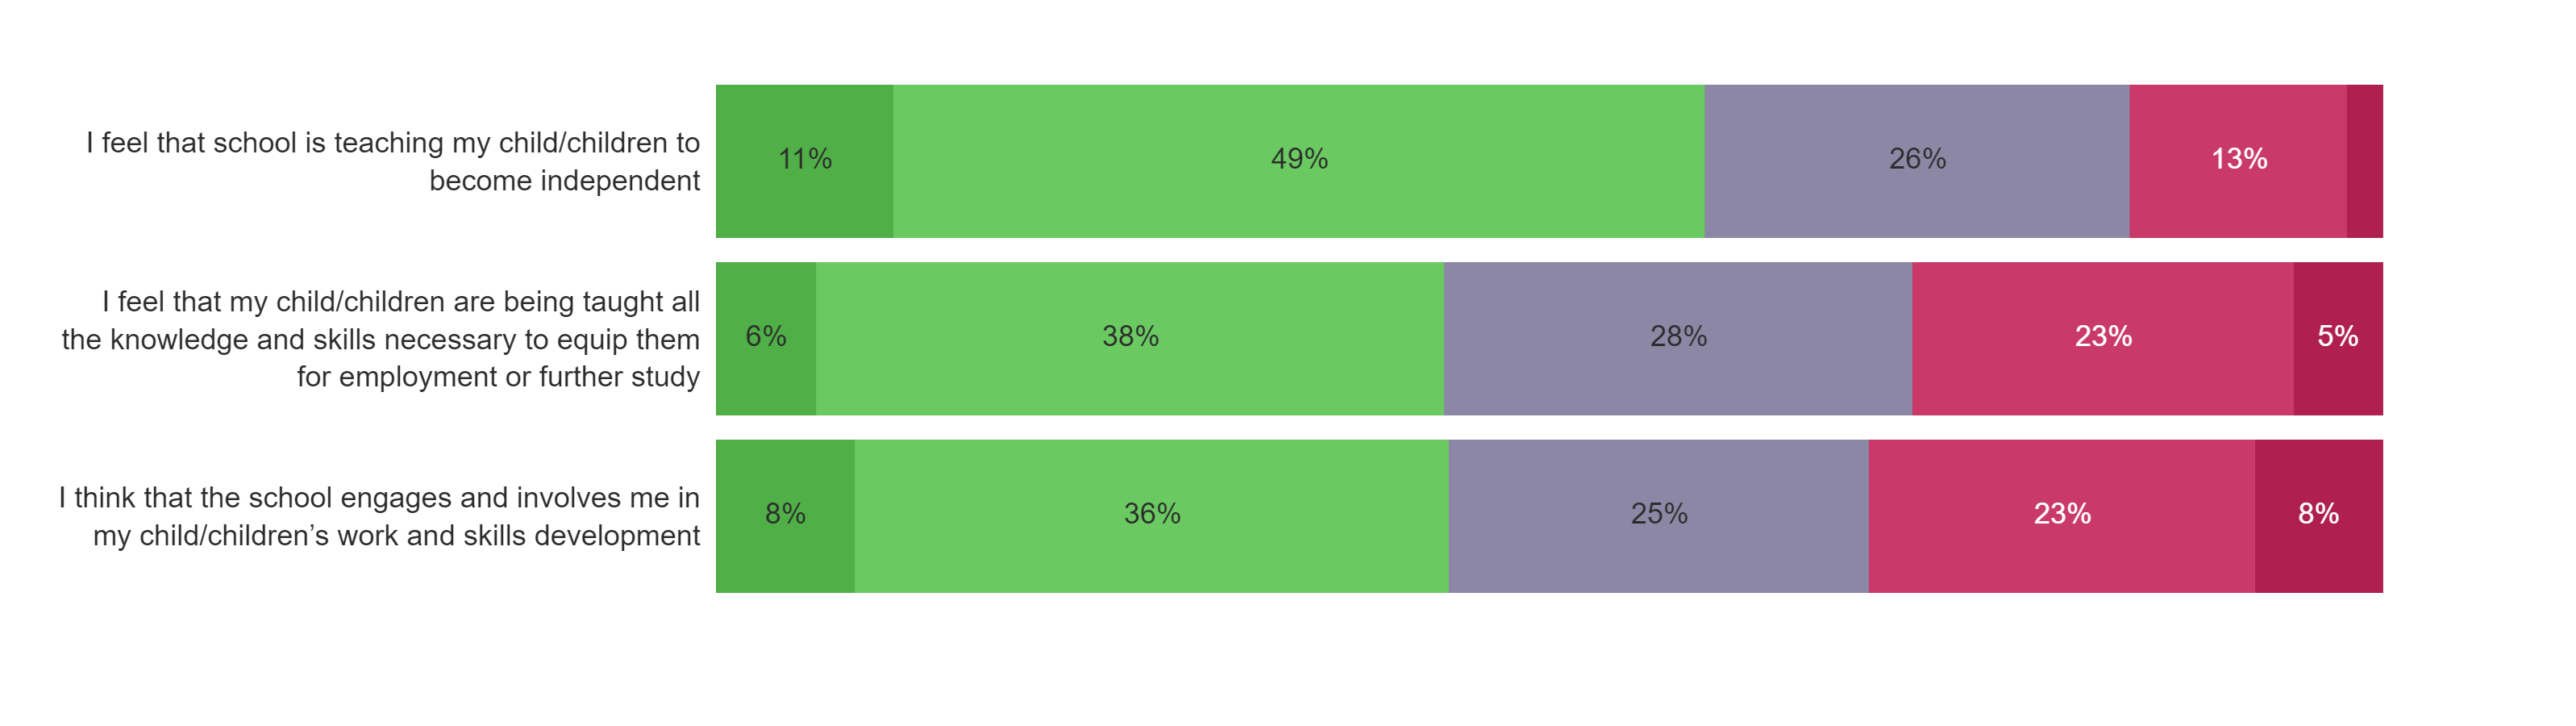 I feel that school is teaching my child/children to
become independent
11% 49% 26% 13%
I feel that my child/children are being taught all
the knowledge and skills necessary to equip them
for employment or further study
6% 38% 28% 23% 5%
I think that the school engages and involves me in
my child/children’s work and skills development
8% 36% 25% 23% 8%